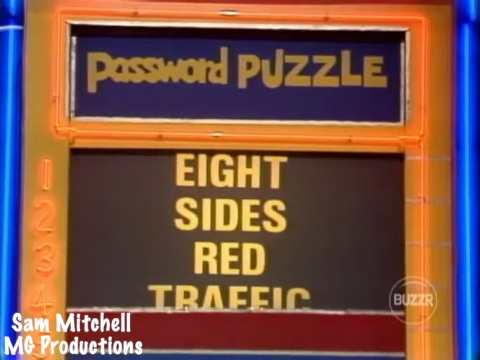 Password PUZZLE
EIGHT
1
SIDES
2
RED
3
TRAFFIC
4
BUZZR
Sam Mitchell
MG Productions